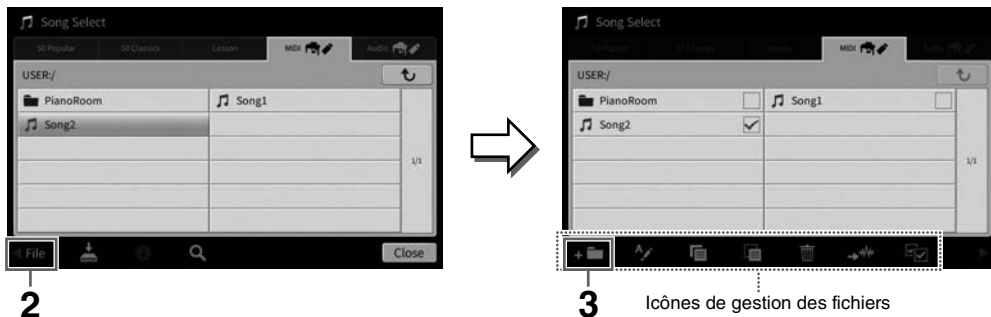 Song Select
50 Popular 50 Classics Lesson MIDI Audio
USER:/
PianoRoom Song1
Song2
1/1
File Close
2
Song Select
50 Popular 50 Classics Lesson MIDI Audio
USER:/
PianoRoom Song1
Song2
1/1
3
Icônes de gestion des fichiers